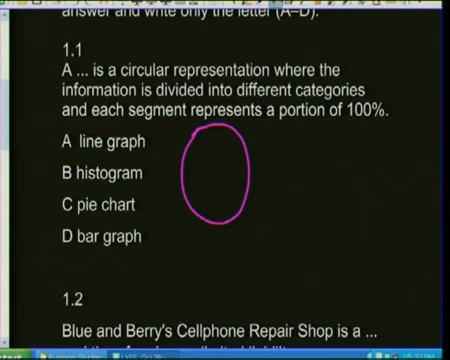 answer and write only the letter (A–D).
1.1
A ... is a circular representation where the
information is divided into different categories
and each segment represents a portion of 100%.
A line graph
B histogram
C pie chart
D bar graph
1.2
Blue and Berry's Cellphone Repair Shop is a ...